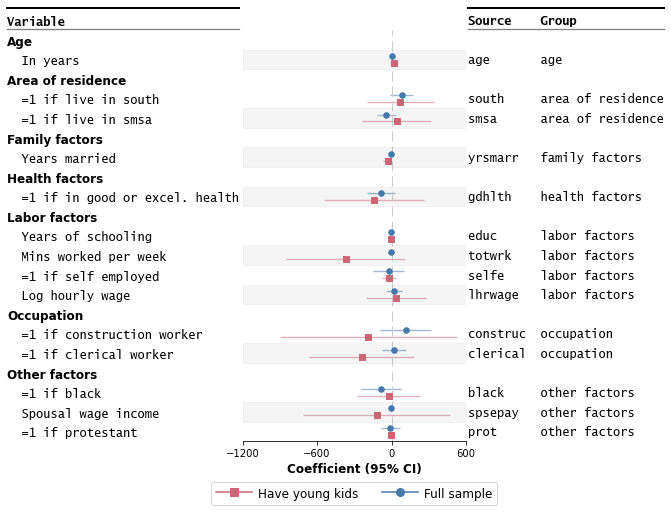 Variable Source Group
Age
In years age age
Area of residence
=1 if live in south south area of residence
=1 if live in smsa smsa area of residence
Family factors
Years married yrsmarr family factors
Health factors
=1 if in good or excel. health gdhlth health factors
Labor factors
Years of schooling educ labor factors
Mins worked per week totwrk labor factors
=1 if self employed selfe labor factors
Log hourly wage lhrwage labor factors
Occupation
=1 if construction worker construc occupation
=1 if clerical worker clerical occupation
Other factors
=1 if black black other factors
Spousal wage income spsepay other factors
=1 if protestant prot other factors
−1200 −600 0 600
Coefficient (95% CI)
Have young kids Full sample